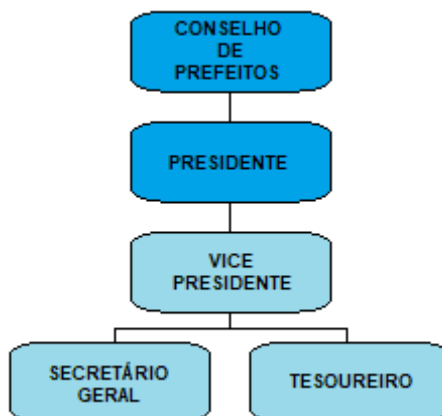 CONSELHO
DE
PREFEITOS
PRESIDENTE
VICE
PRESIDENTE
SECRETÁRIO
GERAL
TESOUREIRO